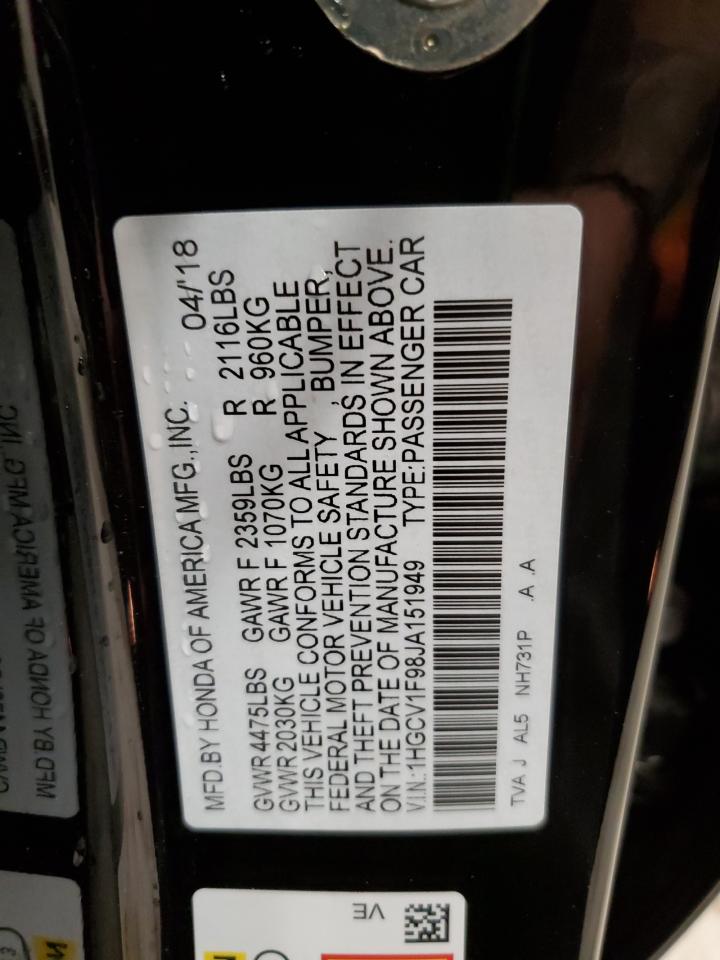 MFD.BY HONDA OF AMERICA MFG.,INC. 04/'18
GVWR 4475LBS GAWR F 2359LBS R 2116LBS
GVWR 2030KG GAWR F 1070KG R 960KG
THIS VEHICLE CONFORMS TO ALL APPLICABLE
FEDERAL MOTOR VEHICLE SAFETY , BUMPER,
AND THEFT PREVENTION STANDARDS IN EFFECT
ON THE DATE OF MANUFACTURE SHOWN ABOVE.
V.I.N.:1HGCV1F98JA151949 TYPE:PASSENGER CAR
TVA J AL5 NH731P .A .A
VE
MFD.BY HONDA OF AMERICA MFG.,INC.